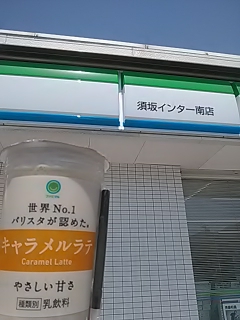 須坂インター南店
世界No.1
バリスタが認めた。
キャラメルラテ
Caramel Latte
やさしい甘さ
種類別 乳飲料